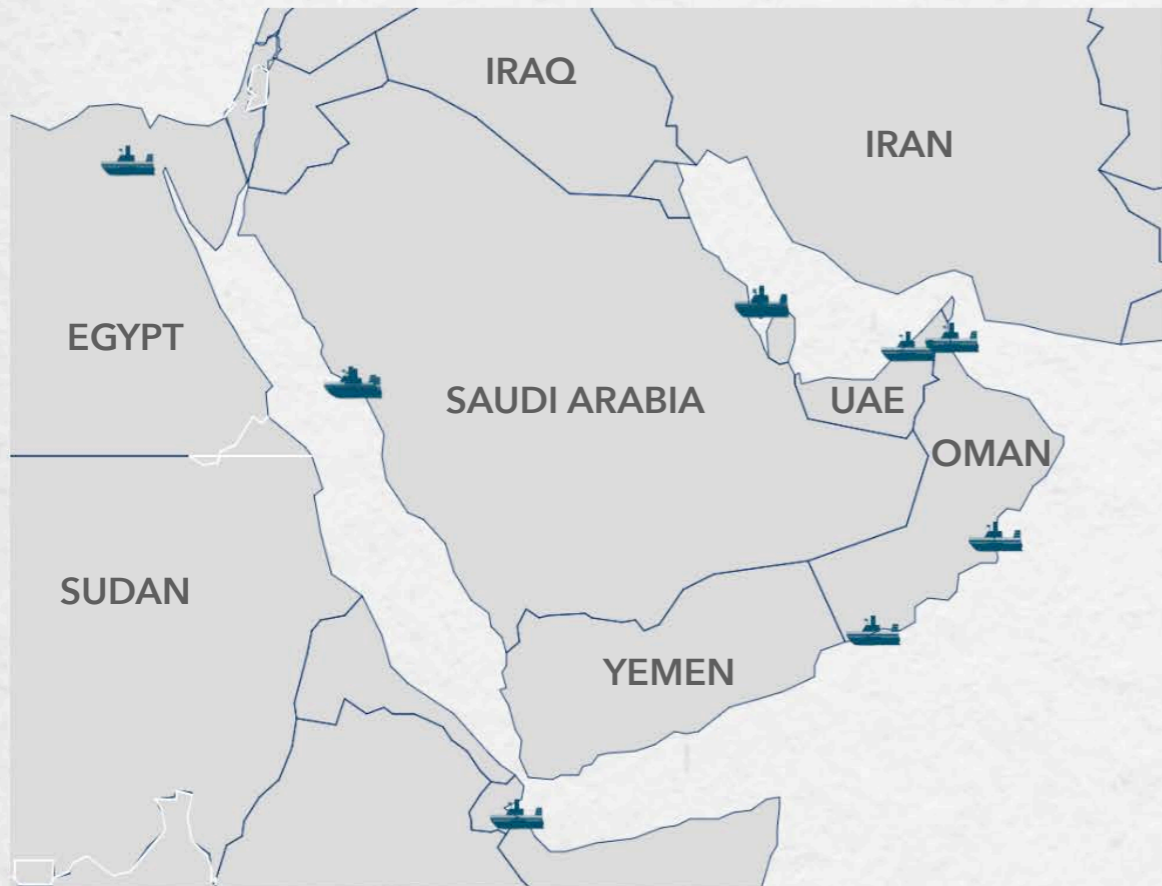 IRAQ
IRAN
EGYPT
SAUDI ARABIA
UAE
OMAN
SUDAN
YEMEN